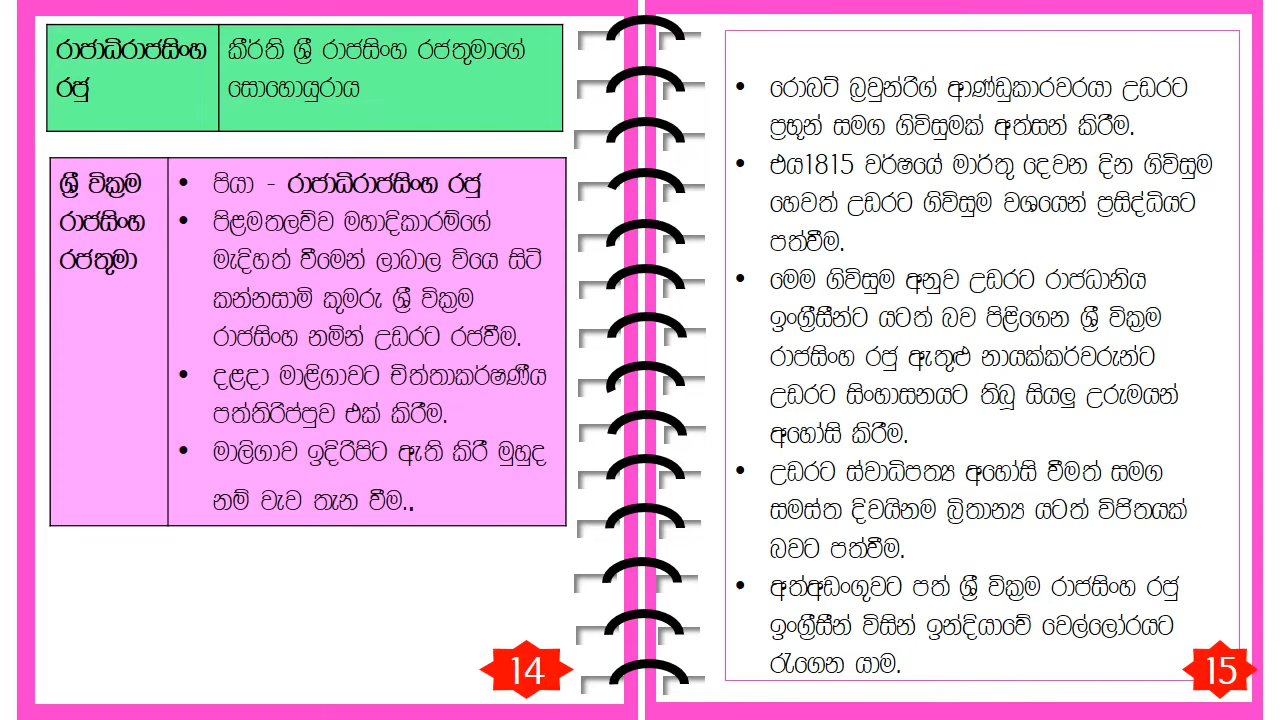 රාජාධිරාජසිංහ
රජු
කීර්ති ශ්‍රී රාජසිංහ රජතුමාගේ
සොහොයුරාය
ශ්‍රී වික්‍රම
රාජසිංහ
රජතුමා
• පියා - රාජාධිරාජසිංහ රජු
• පිළමතලව්ව මහාදිකාරම්ගේ
මැදිහත් වීමෙන් ලාබාල වියෙ සිටි
කන්නසාමි කුමරු ශ්‍රී වික්‍රම
රාජසිංහ නමින් උඩරට රජවීම.
• දළදා මාළිගාවට චිත්තාකර්ෂණීය
පත්තිරිප්පුව එක් කිරීම.
• මාලිගාව ඉදිරිපිට ඇති කිරි මුහුද
නම් වැව තැන වීම..
14
• රොබට් බ්‍රවුන්රිග් ආණ්ඩුකාරවරයා උඩරට
ප්‍රභූන් සමග ගිවිසුමක් අත්සන් කිරීම.
• එය1815 වර්ෂයේ මාර්තු දෙවන දින ගිවිසුම
හෙවත් උඩරට ගිවිසුම වශයෙන් ප්‍රසිද්ධියට
පත්වීම.
• මෙම ගිවිසුම අනුව උඩරට රාජධානිය
ඉංග්‍රීසීන්ට යටත් බව පිළිගෙන ශ්‍රී වික්‍රම
රාජසිංහ රජු ඇතුළු නායක්කර්වරුන්ට
උඩරට සිංහාසනයට තිබූ සියලු උරුමයන්
අහෝසි කිරීම.
• උඩරට ස්වාධිපත්‍ය අහෝසි වීමත් සමග
සමස්ත දිවයිනම බ්‍රිතාන්‍ය යටත් විජිතයක්
බවට පත්වීම.
• අත්අඩංගුවට පත් ශ්‍රී වික්‍රම රාජසිංහ රජු
ඉංග්‍රීසීන් විසින් ඉන්දියාවේ වෙල්ලෝරයට
රැගෙන යාම.
15